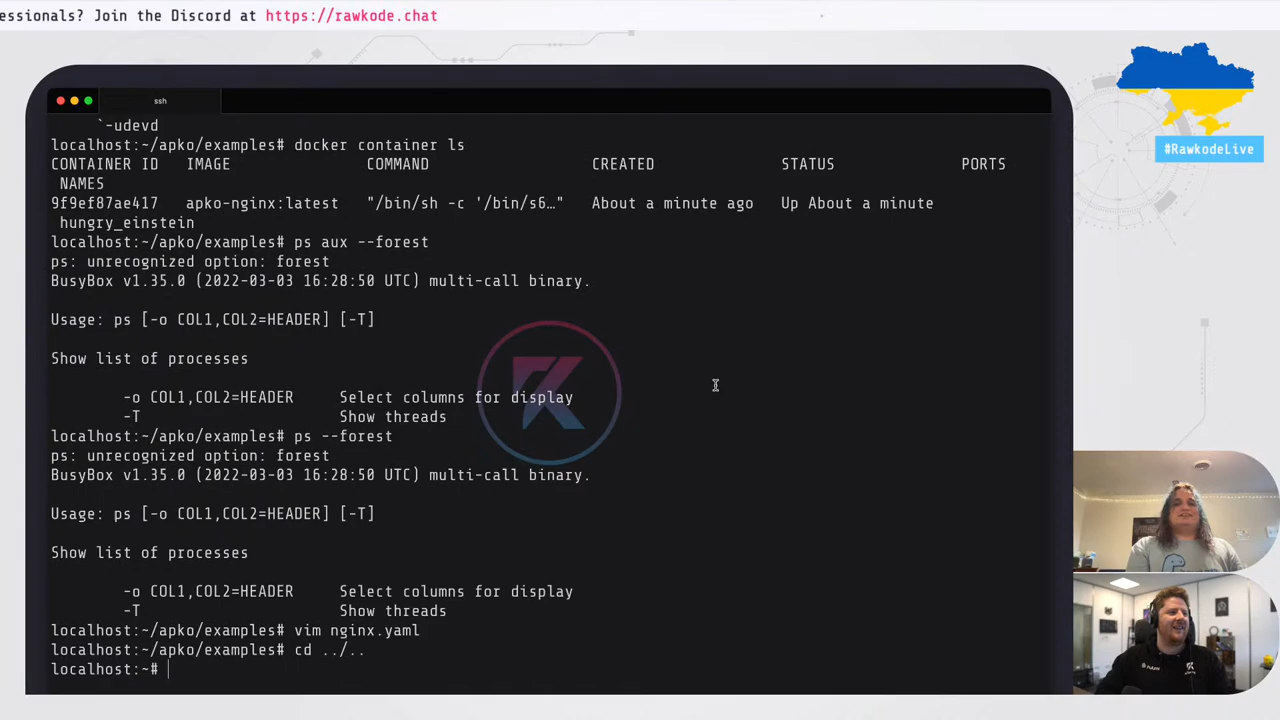 essionals? Join the Discord at https://rawkode.chat
#RawkodeLive
ssh
`-udevd
localhost:~/apko/examples# docker container ls
CONTAINER ID   IMAGE   COMMAND   CREATED   STATUS   PORTS
NAMES
9f9ef87ae417   apko-nginx:latest   "/bin/sh -c '/bin/s6…"   About a minute ago   Up About a minute
hungry_einstein
localhost:~/apko/examples# ps aux --forest
ps: unrecognized option: forest
BusyBox v1.35.0 (2022-03-03 16:28:50 UTC) multi-call binary.
Usage: ps [-o COL1,COL2=HEADER] [-T]
Show list of processes
-o COL1,COL2=HEADER     Select columns for display
-T                      Show threads
localhost:~/apko/examples# ps --forest
ps: unrecognized option: forest
BusyBox v1.35.0 (2022-03-03 16:28:50 UTC) multi-call binary.
Usage: ps [-o COL1,COL2=HEADER] [-T]
Show list of processes
-o COL1,COL2=HEADER     Select columns for display
-T                      Show threads
localhost:~/apko/examples# vim nginx.yaml
localhost:~/apko/examples# cd ../..
localhost:~#